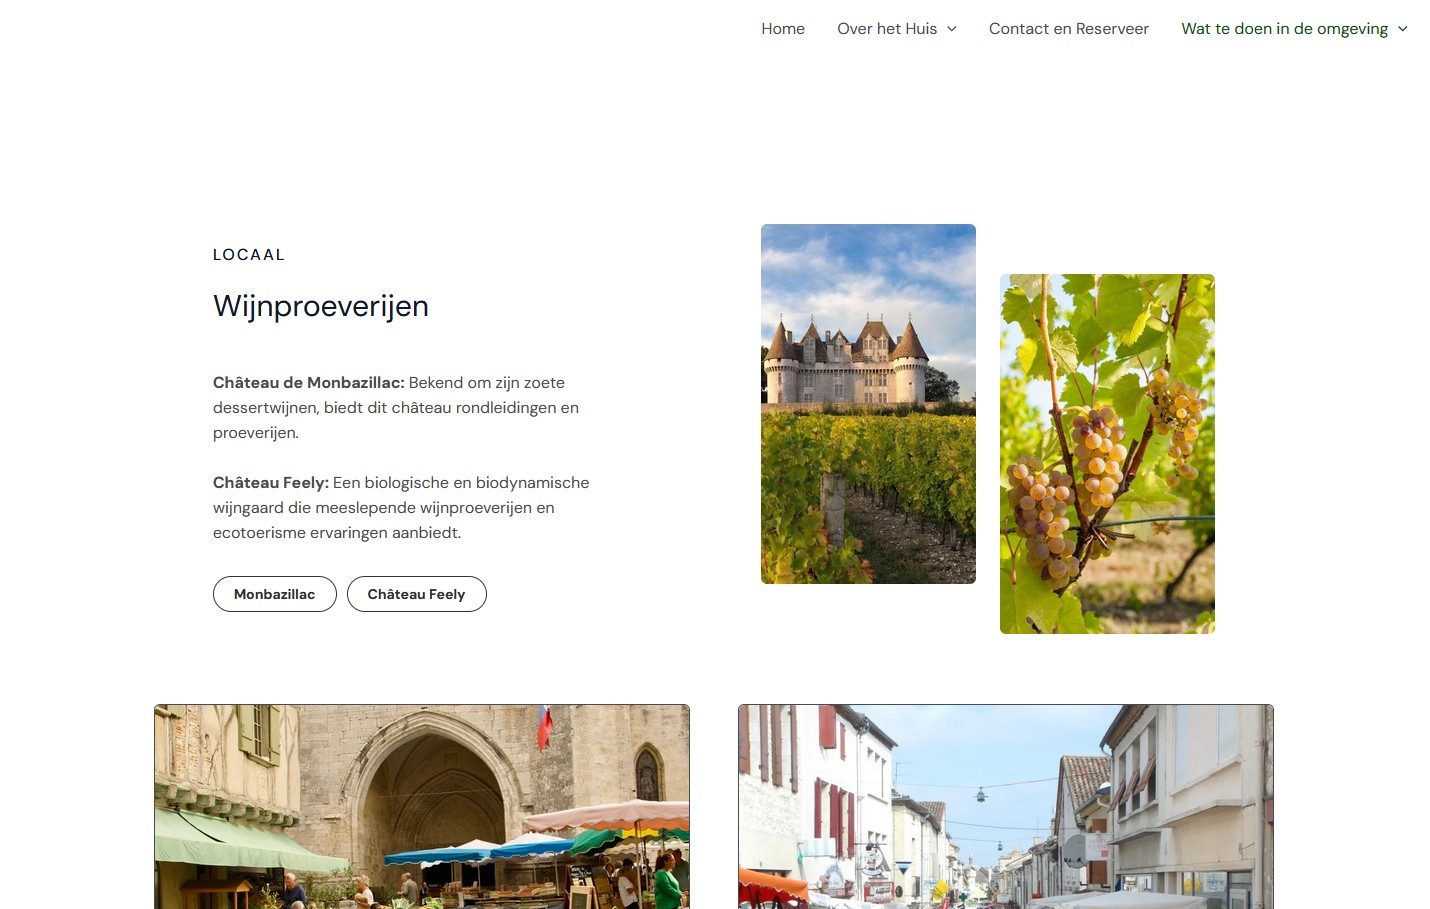 Home Over het Huis Contact en Reserveer Wat te doen in de omgeving
LOCAAL
Wijnproeverijen
Château de Monbazillac: Bekend om zijn zoete
dessertwijnen, biedt dit château rondleidingen en
proeverijen.
Château Feely: Een biologische en biodynamische
wijngaard die meeslepende wijnproeverijen en
ecotoerisme ervaringen aanbiedt.
Monbazillac Château Feely